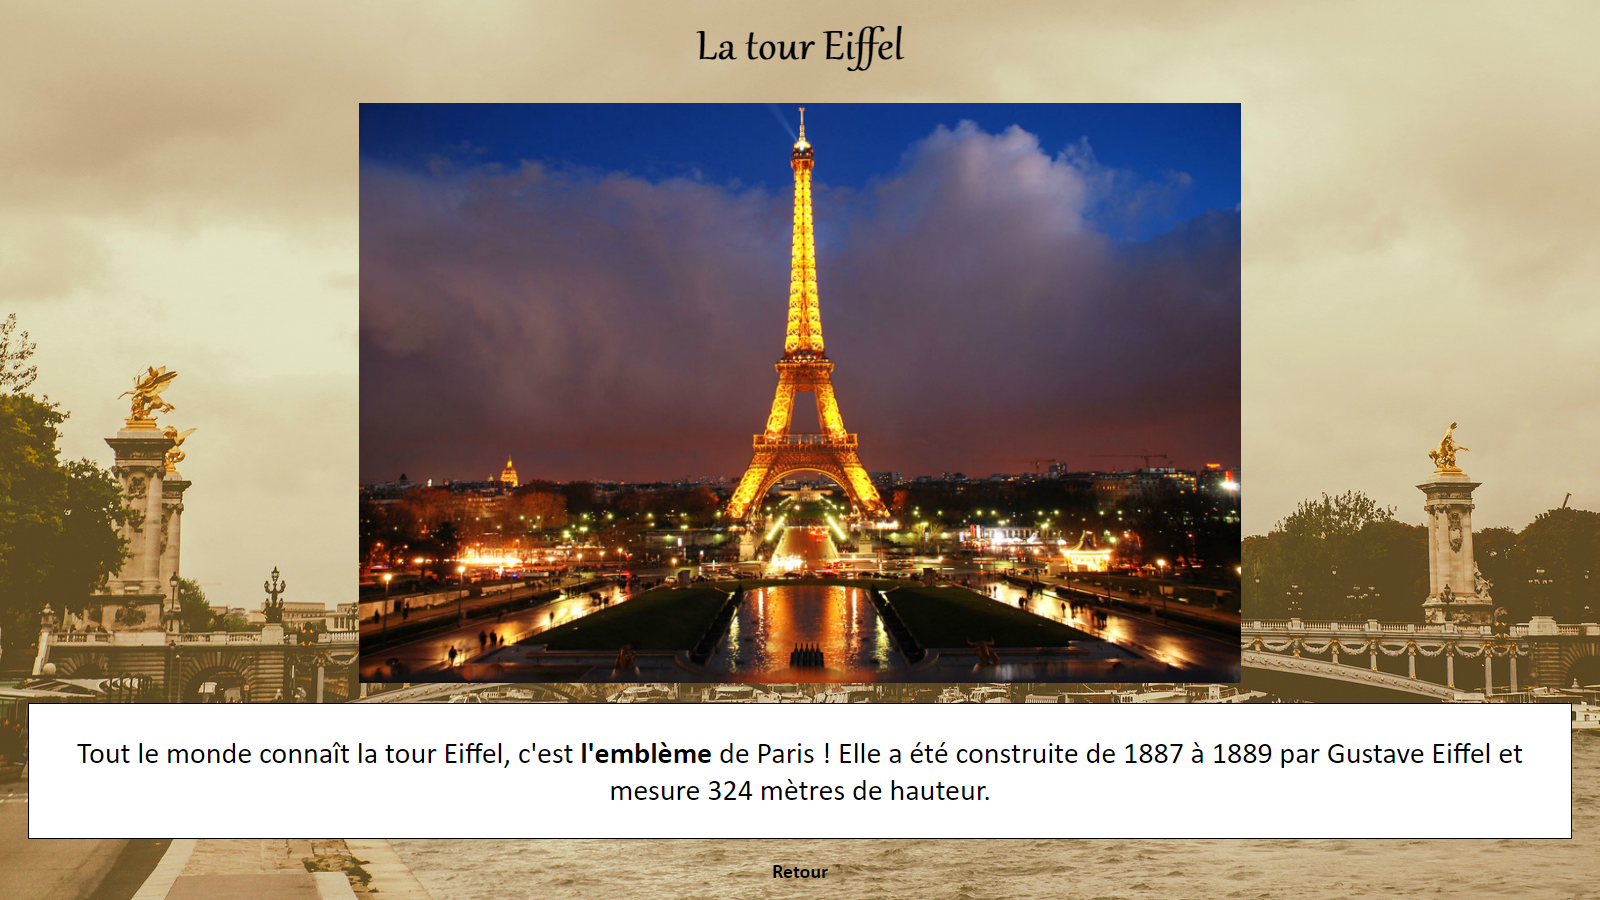 La tour Eiffel
Tout le monde connaît la tour Eiffel, c'est l'emblème de Paris ! Elle a été construite de 1887 à 1889 par Gustave Eiffel et
mesure 324 mètres de hauteur.
Retour